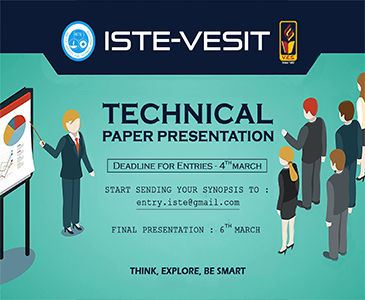 ISTE-VESIT
V.E.S
TECHNICAL
PAPER PRESENTATION
DEADLINE FOR ENTRIES - 4TH MARCH
START SENDING YOUR SYNOPSIS TO :
entry.iste@gmail.com
FINAL PRESENTATION : 6TH MARCH
THINK, EXPLORE, BE SMART